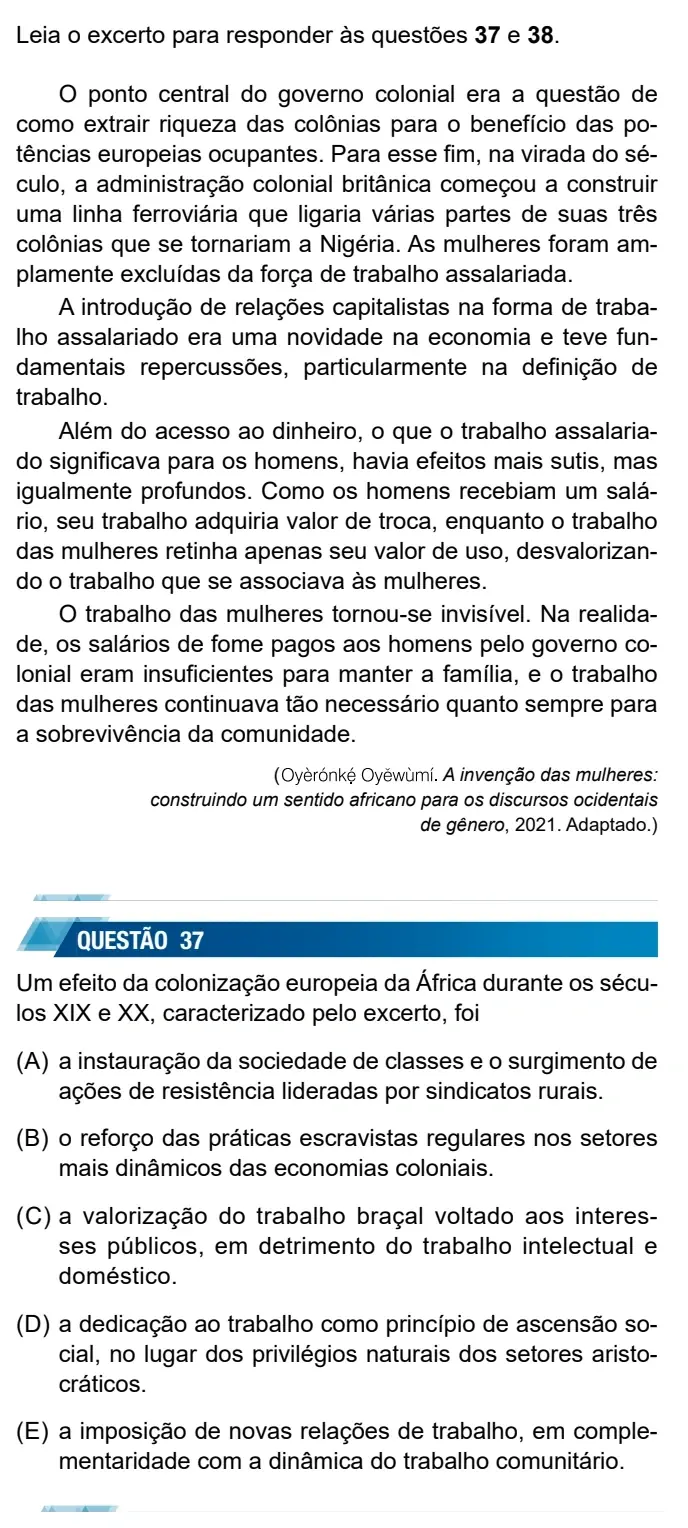 Leia o excerto para responder às questões 37 e 38.
O ponto central do governo colonial era a questão de
como extrair riqueza das colônias para o benefício das po-
tências europeias ocupantes. Para esse fim, na virada do sé-
culo, a administração colonial britânica começou a construir
uma linha ferroviária que ligaria várias partes de suas três
colônias que se tornariam a Nigéria. As mulheres foram am-
plamente excluídas da força de trabalho assalariada.
A introdução de relações capitalistas na forma de traba-
lho assalariado era uma novidade na economia e teve fun-
damentais repercussões, particularmente na definição de
trabalho.
Além do acesso ao dinheiro, o que o trabalho assalaria-
do significava para os homens, havia efeitos mais sutis, mas
igualmente profundos. Como os homens recebiam um salá-
rio, seu trabalho adquiria valor de troca, enquanto o trabalho
das mulheres retinha apenas seu valor de uso, desvalorizan-
do o trabalho que se associava às mulheres.
O trabalho das mulheres tornou-se invisível. Na realida-
de, os salários de fome pagos aos homens pelo governo co-
lonial eram insuficientes para manter a família, e o trabalho
das mulheres continuava tão necessário quanto sempre para
a sobrevivência da comunidade.
(Oyèrónkẹ́ Oyěwùmí. A invenção das mulheres:
construindo um sentido africano para os discursos ocidentais
de gênero, 2021. Adaptado.)
QUESTÃO 37
Um efeito da colonização europeia da África durante os sécu-
los XIX e XX, caracterizado pelo excerto, foi
(A) a instauração da sociedade de classes e o surgimento de
ações de resistência lideradas por sindicatos rurais.
(B) o reforço das práticas escravistas regulares nos setores
mais dinâmicos das economias coloniais.
(C) a valorização do trabalho braçal voltado aos interes-
ses públicos, em detrimento do trabalho intelectual e
doméstico.
(D) a dedicação ao trabalho como princípio de ascensão so-
cial, no lugar dos privilégios naturais dos setores aristo-
cráticos.
(E) a imposição de novas relações de trabalho, em comple-
mentaridade com a dinâmica do trabalho comunitário.